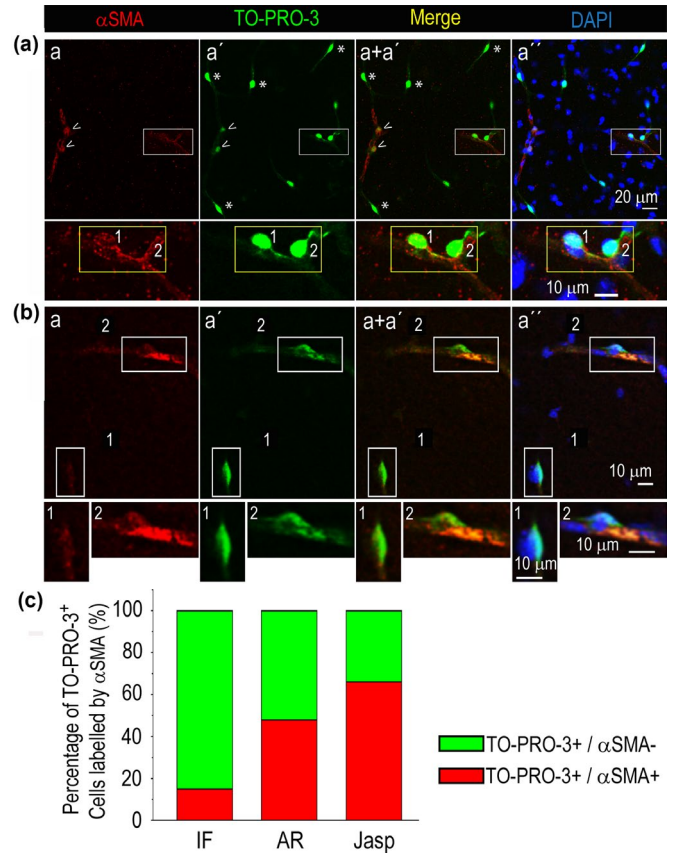 αSMA TO-PRO-3 Merge DAPI
(a)
a a´ a+a´ a´´
* * * * * * * *
< < < <
20 μm
1 2 1 2 1 2
10 μm
(b)
a a´ a+a´ a´´
2 2 2 2
1 1 1 1
10 μm
1 2 1 2 1 2 1 2
10 μm
10 μm
(c)
Percentage of TO-PRO-3⁺
Cells labelled by αSMA (%)
100
80
60
40
20
0
IF AR Jasp
TO-PRO-3+ / αSMA-
TO-PRO-3+ / αSMA+